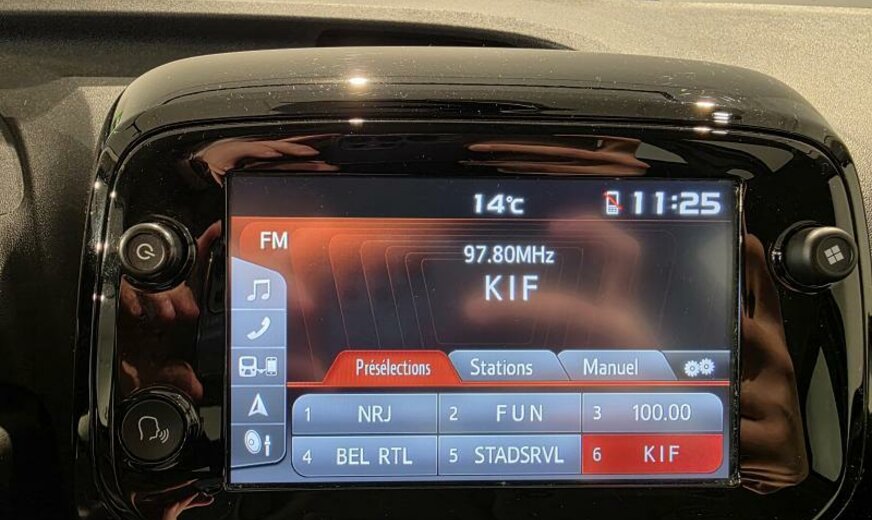 14°C 11:25
FM
97.80MHz
KIF
Présélections Stations Manuel
1 NRJ 2 FUN 3 100.00
4 BEL RTL 5 STADSRVL 6 KIF